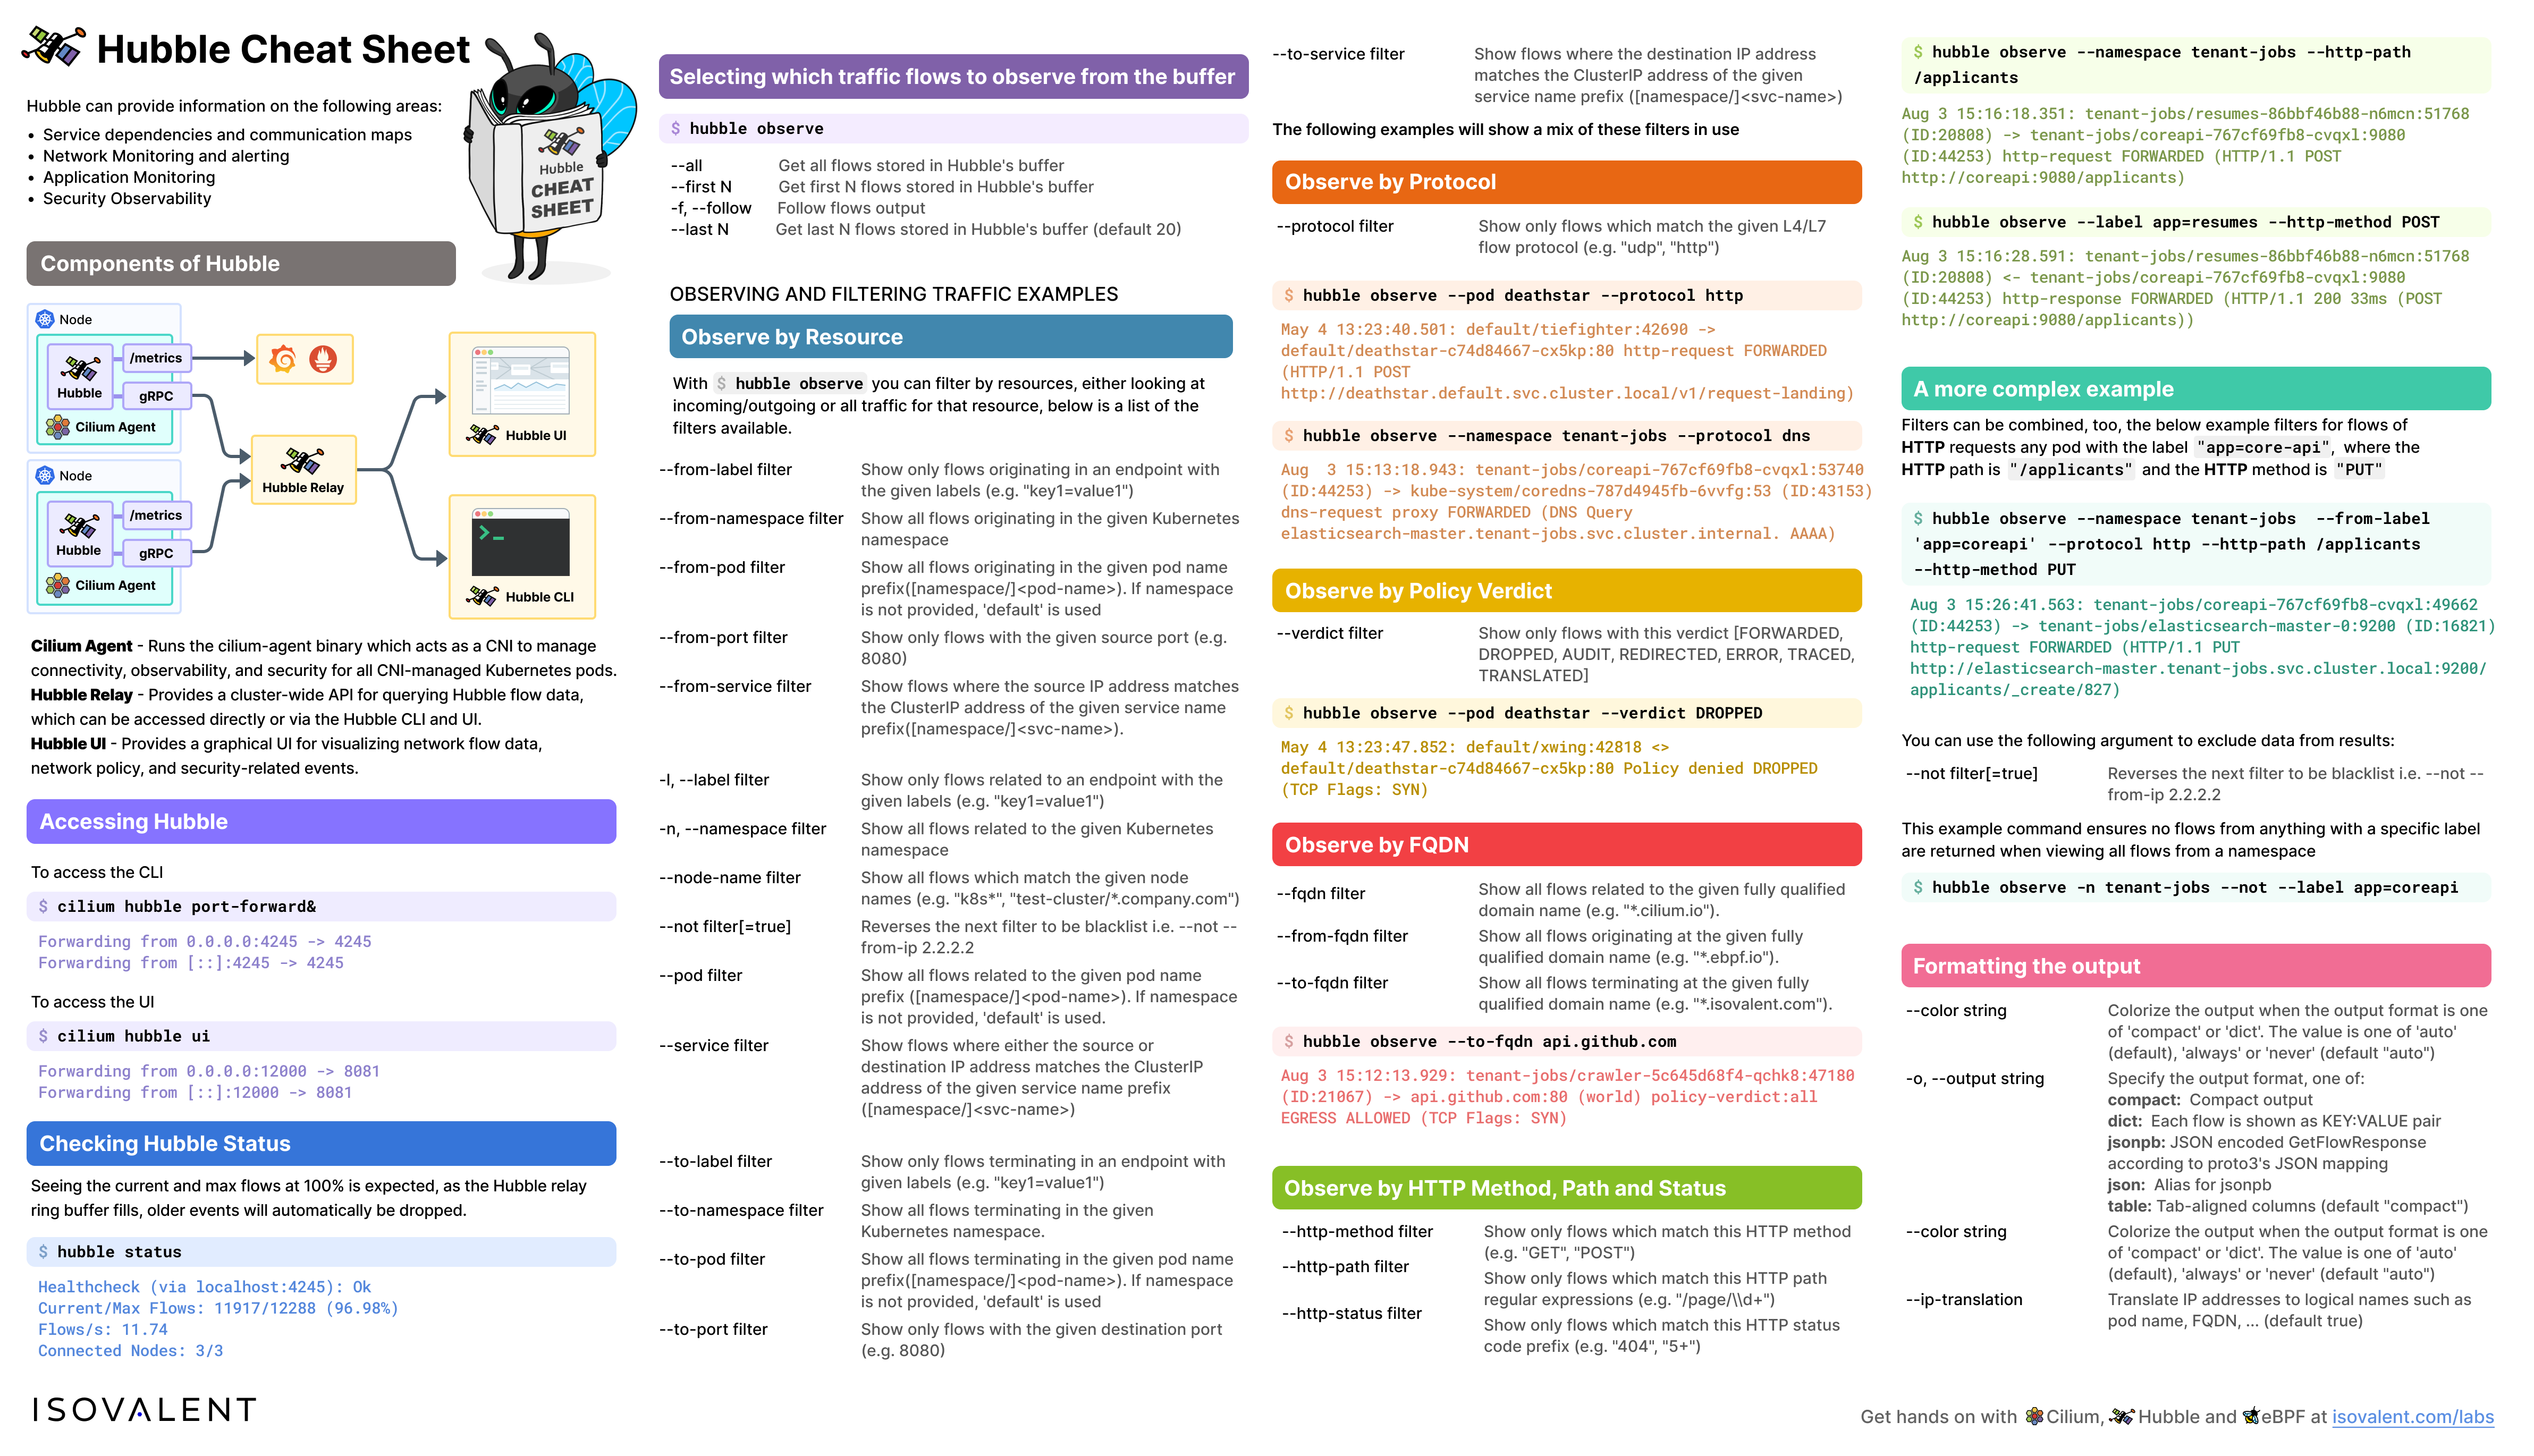 Hubble Cheat Sheet
Hubble can provide information on the following areas:
• Service dependencies and communication maps
• Network Monitoring and alerting
• Application Monitoring
• Security Observability
Hubble
CHEAT
SHEET
Components of Hubble
Node
/metrics
Hubble
gRPC
Cilium Agent
Node
/metrics
Hubble
gRPC
Cilium Agent
Hubble Relay
Hubble UI
>_
Hubble CLI
Cilium Agent - Runs the cilium-agent binary which acts as a CNI to manage
connectivity, observability, and security for all CNI-managed Kubernetes pods.
Hubble Relay - Provides a cluster-wide API for querying Hubble flow data,
which can be accessed directly or via the Hubble CLI and UI.
Hubble UI - Provides a graphical UI for visualizing network flow data,
network policy, and security-related events.
Accessing Hubble
To access the CLI
$ cilium hubble port-forward&
Forwarding from 0.0.0.0:4245 -> 4245
Forwarding from [::]:4245 -> 4245
To access the UI
$ cilium hubble ui
Forwarding from 0.0.0.0:12000 -> 8081
Forwarding from [::]:12000 -> 8081
Checking Hubble Status
Seeing the current and max flows at 100% is expected, as the Hubble relay
ring buffer fills, older events will automatically be dropped.
$ hubble status
Healthcheck (via localhost:4245): Ok
Current/Max Flows: 11917/12288 (96.98%)
Flows/s: 11.74
Connected Nodes: 3/3
ISOVALENT
Selecting which traffic flows to observe from the buffer
$ hubble observe
--all Get all flows stored in Hubble's buffer
--first N Get first N flows stored in Hubble's buffer
-f, --follow Follow flows output
--last N Get last N flows stored in Hubble's buffer (default 20)
OBSERVING AND FILTERING TRAFFIC EXAMPLES
Observe by Resource
With $ hubble observe you can filter by resources, either looking at
incoming/outgoing or all traffic for that resource, below is a list of the
filters available.
--from-label filter Show only flows originating in an endpoint with
the given labels (e.g. "key1=value1")
--from-namespace filter Show all flows originating in the given Kubernetes
namespace
--from-pod filter Show all flows originating in the given pod name
prefix([namespace/]<pod-name>). If namespace
is not provided, 'default' is used
--from-port filter Show only flows with the given source port (e.g.
8080)
--from-service filter Show flows where the source IP address matches
the ClusterIP address of the given service name
prefix([namespace/]<svc-name>).
-l, --label filter Show only flows related to an endpoint with the
given labels (e.g. "key1=value1")
-n, --namespace filter Show all flows related to the given Kubernetes
namespace
--node-name filter Show all flows which match the given node
names (e.g. "k8s*", "test-cluster/*.company.com")
--not filter[=true] Reverses the next filter to be blacklist i.e. --not --
from-ip 2.2.2.2
--pod filter Show all flows related to the given pod name
prefix ([namespace/]<pod-name>). If namespace
is not provided, 'default' is used.
--service filter Show flows where either the source or
destination IP address matches the ClusterIP
address of the given service name prefix
([namespace/]<svc-name>)
--to-label filter Show only flows terminating in an endpoint with
given labels (e.g. "key1=value1")
--to-namespace filter Show all flows terminating in the given
Kubernetes namespace.
--to-pod filter Show all flows terminating in the given pod name
prefix([namespace/]<pod-name>). If namespace
is not provided, 'default' is used
--to-port filter Show only flows with the given destination port
(e.g. 8080)
--to-service filter Show flows where the destination IP address
matches the ClusterIP address of the given
service name prefix ([namespace/]<svc-name>)
The following examples will show a mix of these filters in use
Observe by Protocol
--protocol filter Show only flows which match the given L4/L7
flow protocol (e.g. "udp", "http")
$ hubble observe --pod deathstar --protocol http
May 4 13:23:40.501: default/tiefighter:42690 ->
default/deathstar-c74d84667-cx5kp:80 http-request FORWARDED
(HTTP/1.1 POST
http://deathstar.default.svc.cluster.local/v1/request-landing)
$ hubble observe --namespace tenant-jobs --protocol dns
Aug  3 15:13:18.943: tenant-jobs/coreapi-767cf69fb8-cvqxl:53740
(ID:44253) -> kube-system/coredns-787d4945fb-6vvfg:53 (ID:43153)
dns-request proxy FORWARDED (DNS Query
elasticsearch-master.tenant-jobs.svc.cluster.internal. AAAA)
Observe by Policy Verdict
--verdict filter Show only flows with this verdict [FORWARDED,
DROPPED, AUDIT, REDIRECTED, ERROR, TRACED,
TRANSLATED]
$ hubble observe --pod deathstar --verdict DROPPED
May 4 13:23:47.852: default/xwing:42818 <>
default/deathstar-c74d84667-cx5kp:80 Policy denied DROPPED
(TCP Flags: SYN)
Observe by FQDN
--fqdn filter Show all flows related to the given fully qualified
domain name (e.g. "*.cilium.io").
--from-fqdn filter Show all flows originating at the given fully
qualified domain name (e.g. "*.ebpf.io").
--to-fqdn filter Show all flows terminating at the given fully
qualified domain name (e.g. "*.isovalent.com").
$ hubble observe --to-fqdn api.github.com
Aug 3 15:12:13.929: tenant-jobs/crawler-5c645d68f4-qchk8:47180
(ID:21067) -> api.github.com:80 (world) policy-verdict:all
EGRESS ALLOWED (TCP Flags: SYN)
Observe by HTTP Method, Path and Status
--http-method filter Show only flows which match this HTTP method
(e.g. "GET", "POST")
--http-path filter Show only flows which match this HTTP path
regular expressions (e.g. "/page/\\d+")
--http-status filter Show only flows which match this HTTP status
code prefix (e.g. "404", "5+")
$ hubble observe --namespace tenant-jobs --http-path
/applicants
Aug 3 15:16:18.351: tenant-jobs/resumes-86bbf46b88-n6mcn:51768
(ID:20808) -> tenant-jobs/coreapi-767cf69fb8-cvqxl:9080
(ID:44253) http-request FORWARDED (HTTP/1.1 POST
http://coreapi:9080/applicants)
$ hubble observe --label app=resumes --http-method POST
Aug 3 15:16:28.591: tenant-jobs/resumes-86bbf46b88-n6mcn:51768
(ID:20808) <- tenant-jobs/coreapi-767cf69fb8-cvqxl:9080
(ID:44253) http-response FORWARDED (HTTP/1.1 200 33ms (POST
http://coreapi:9080/applicants))
A more complex example
Filters can be combined, too, the below example filters for flows of
HTTP requests any pod with the label "app=core-api", where the
HTTP path is "/applicants" and the HTTP method is "PUT"
$ hubble observe --namespace tenant-jobs  --from-label
'app=coreapi' --protocol http --http-path /applicants
--http-method PUT
Aug 3 15:26:41.563: tenant-jobs/coreapi-767cf69fb8-cvqxl:49662
(ID:44253) -> tenant-jobs/elasticsearch-master-0:9200 (ID:16821)
http-request FORWARDED (HTTP/1.1 PUT
http://elasticsearch-master.tenant-jobs.svc.cluster.local:9200/
applicants/_create/827)
You can use the following argument to exclude data from results:
--not filter[=true] Reverses the next filter to be blacklist i.e. --not --
from-ip 2.2.2.2
This example command ensures no flows from anything with a specific label
are returned when viewing all flows from a namespace
$ hubble observe -n tenant-jobs --not --label app=coreapi
Formatting the output
--color string Colorize the output when the output format is one
of 'compact' or 'dict'. The value is one of 'auto'
(default), 'always' or 'never' (default "auto")
-o, --output string Specify the output format, one of:
compact:  Compact output
dict:  Each flow is shown as KEY:VALUE pair
jsonpb: JSON encoded GetFlowResponse
according to proto3's JSON mapping
json:  Alias for jsonpb
table: Tab-aligned columns (default "compact")
--color string Colorize the output when the output format is one
of 'compact' or 'dict'. The value is one of 'auto'
(default), 'always' or 'never' (default "auto")
--ip-translation Translate IP addresses to logical names such as
pod name, FQDN, ... (default true)
Get hands on with Cilium, Hubble and eBPF at isovalent.com/labs